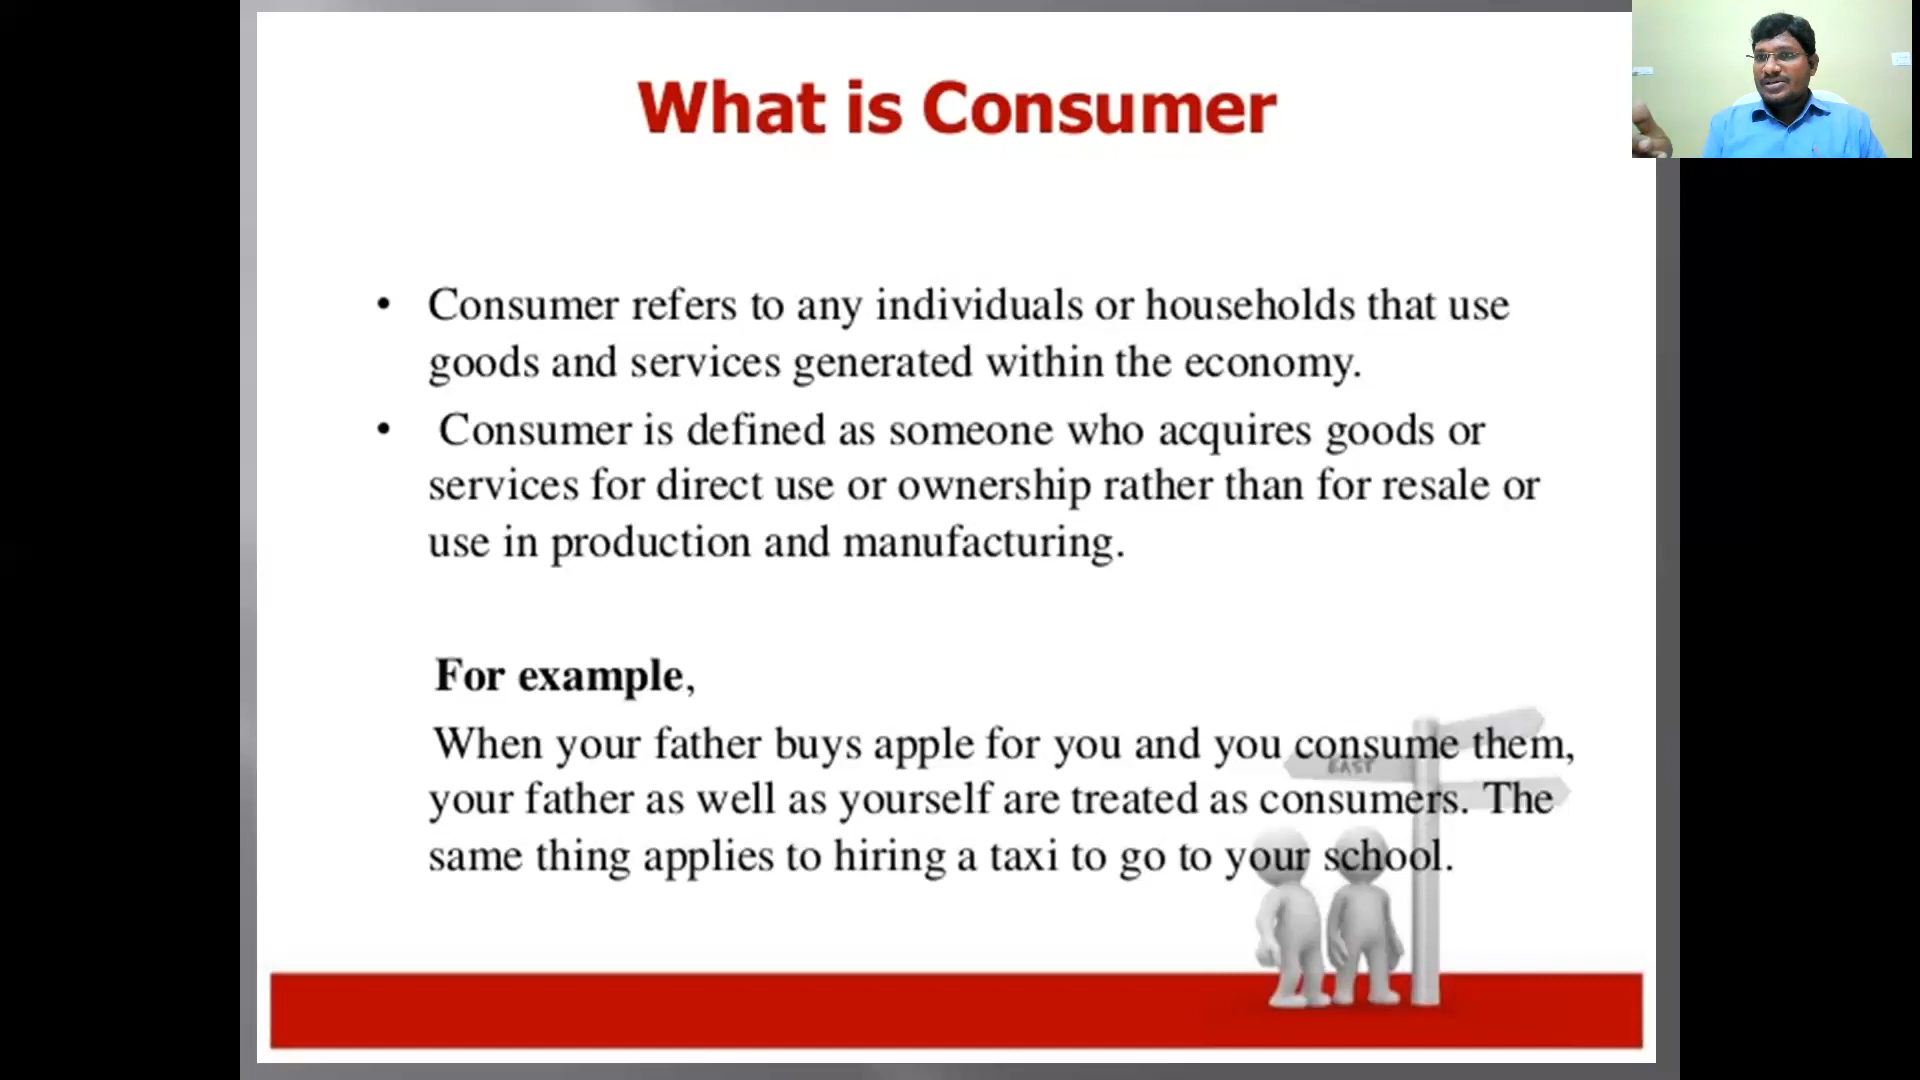 What is Consumer
• Consumer refers to any individuals or households that use
goods and services generated within the economy.
• Consumer is defined as someone who acquires goods or
services for direct use or ownership rather than for resale or
use in production and manufacturing.
For example,
When your father buys apple for you and you consume them,
EAST
your father as well as yourself are treated as consumers. The
same thing applies to hiring a taxi to go to your school.